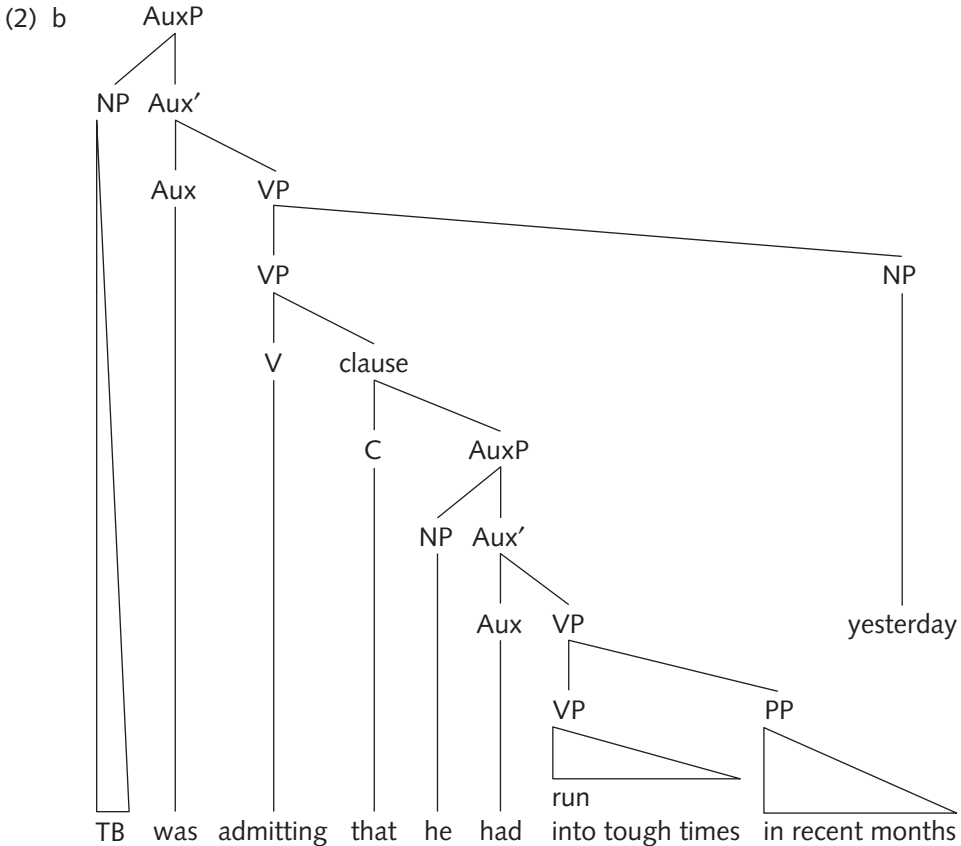 (2) b AuxP
NP Aux′
Aux VP
VP NP
V clause
C AuxP
NP Aux′
Aux VP yesterday
VP PP
run
TB was admitting that he had into tough times in recent months